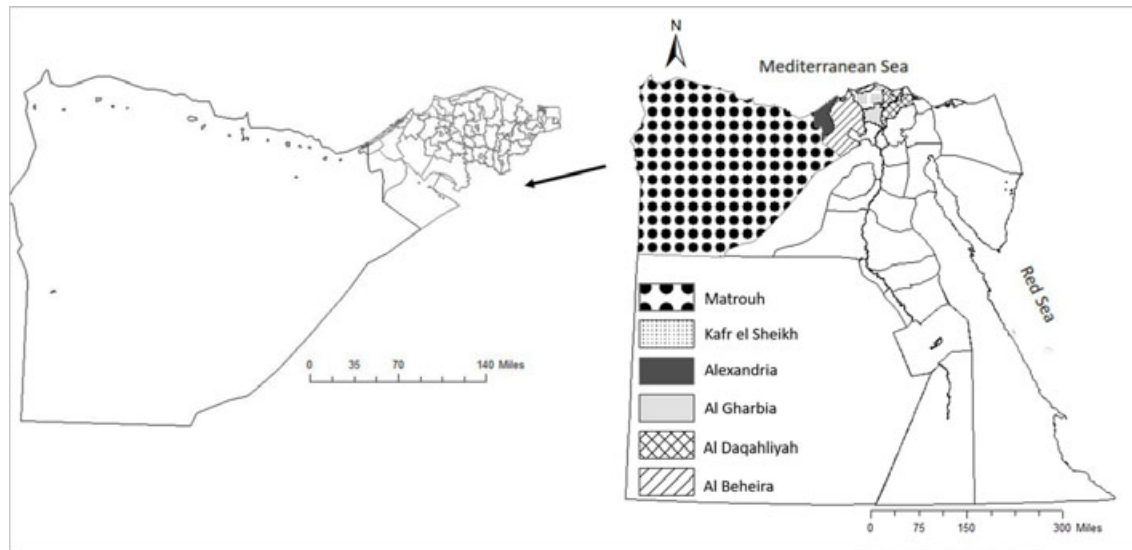 N
Mediterranean Sea
Red Sea
Matrouh
Kafr el Sheikh
Alexandria
Al Gharbia
Al Daqahliyah
Al Beheira
0 35 70 140 Miles
0 75 150 300 Miles